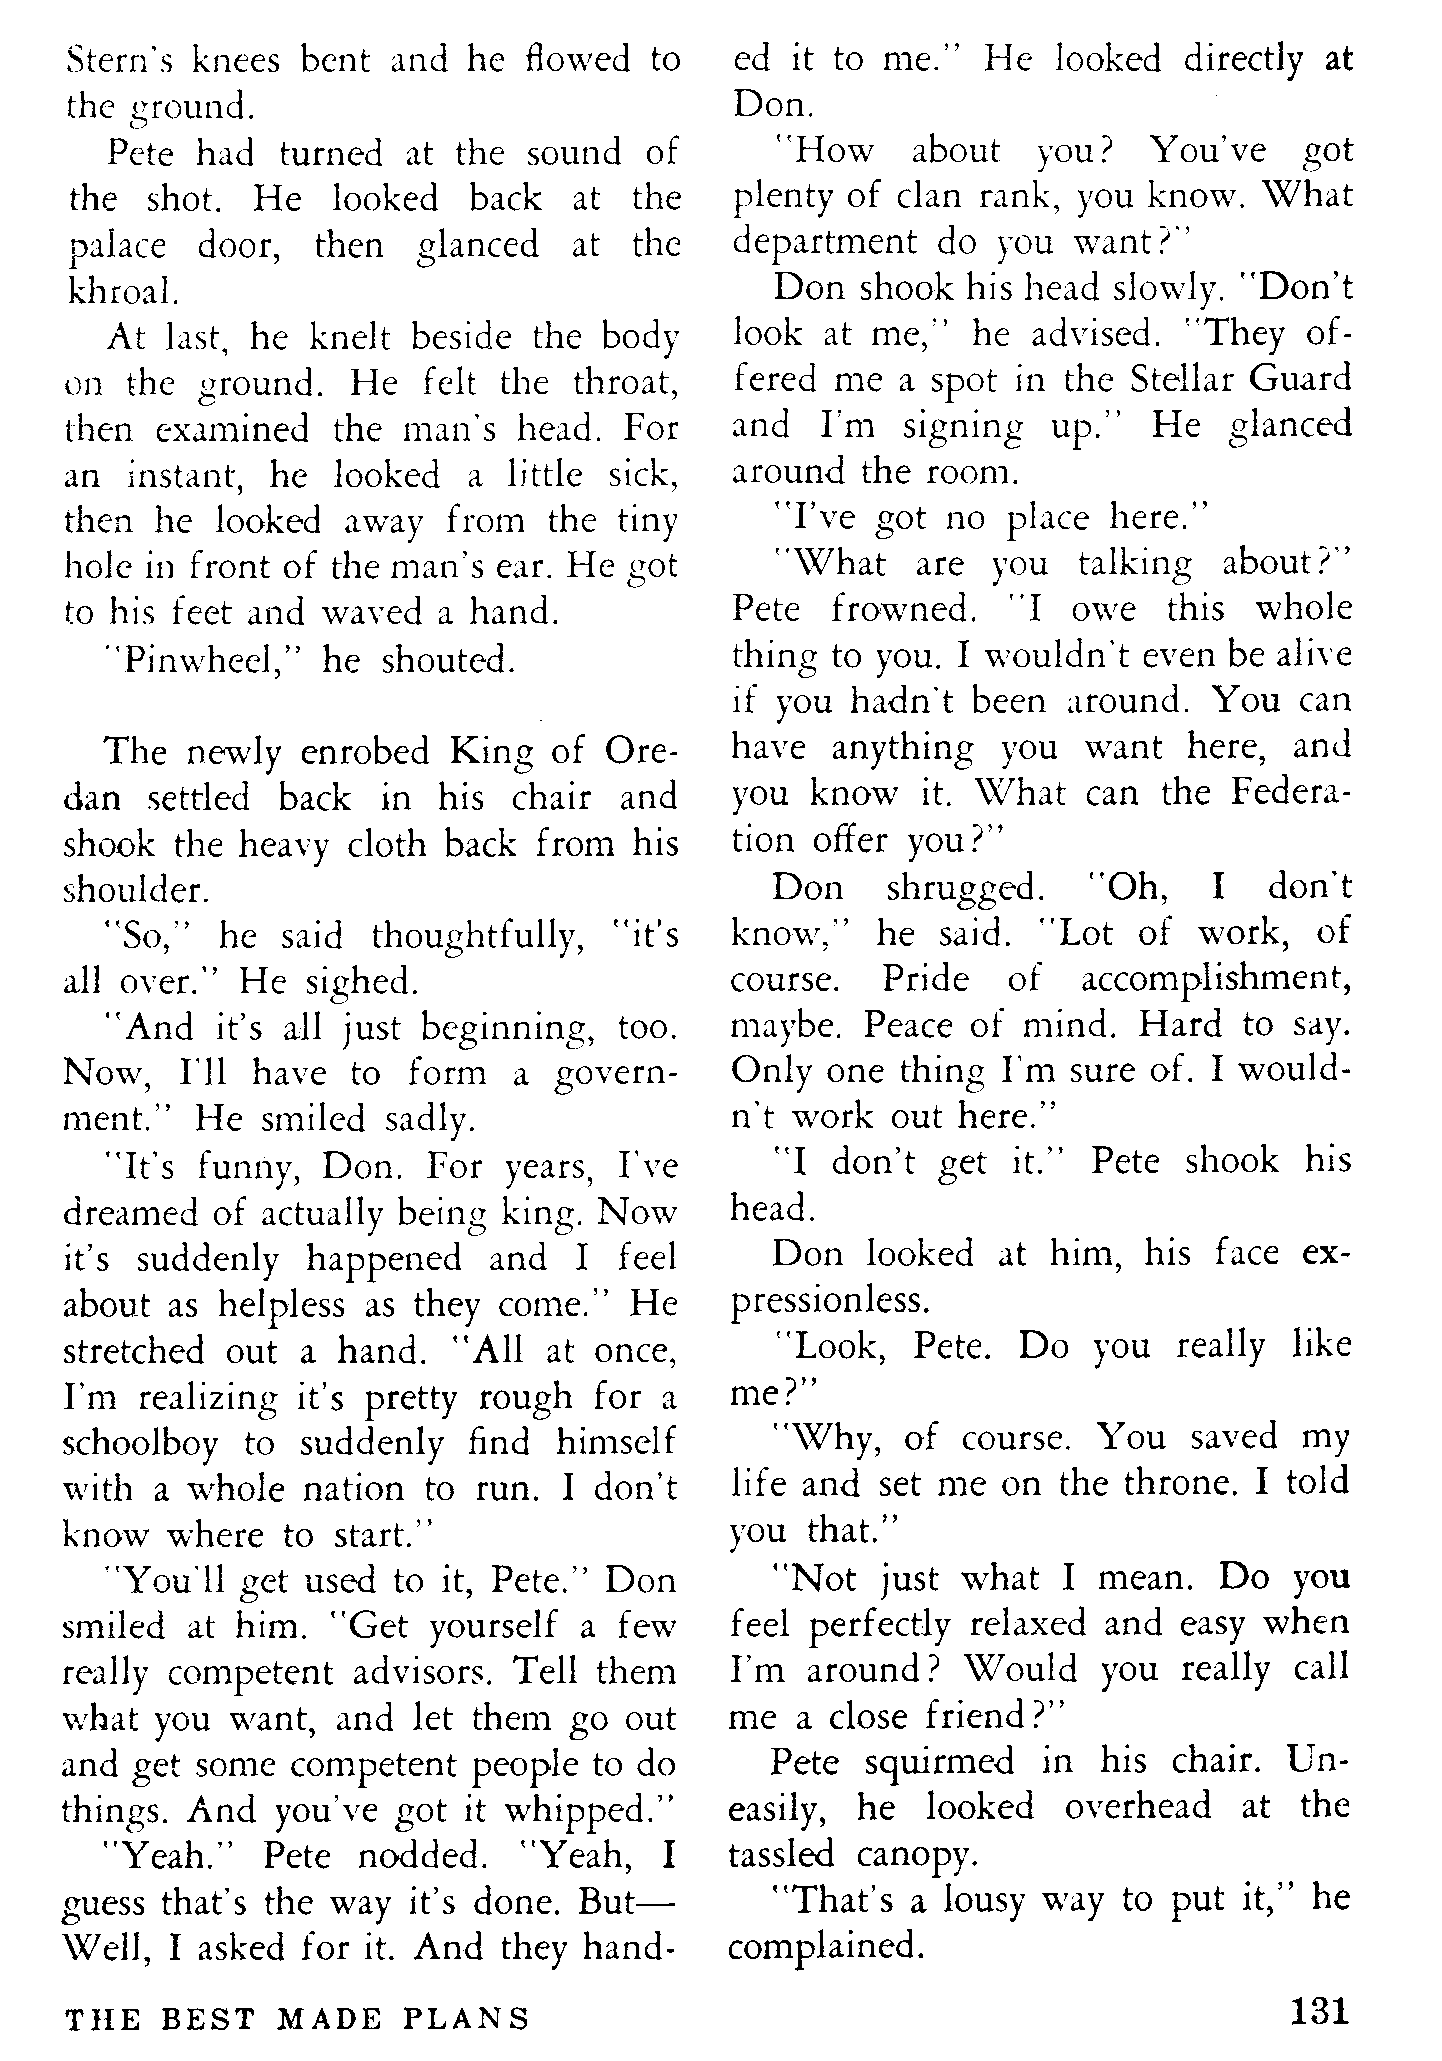 Stern's knees bent and he flowed to
the ground.
Pete had turned at the sound of
the shot. He looked back at the
palace door, then glanced at the
khroal.
At last, he knelt beside the body
on the ground. He felt the throat,
then examined the man's head. For
an instant, he looked a little sick,
then he looked away from the tiny
hole in front of the man's ear. He got
to his feet and waved a hand.
"Pinwheel," he shouted.
The newly enrobed King of Ore-
dan settled back in his chair and
shook the heavy cloth back from his
shoulder.
"So," he said thoughtfully, "it's
all over." He sighed.
"And it's all just beginning, too.
Now, I'll have to form a govern-
ment." He smiled sadly.
"It's funny, Don. For years, I've
dreamed of actually being king. Now
it's suddenly happened and I feel
about as helpless as they come." He
stretched out a hand. "All at once,
I'm realizing it's pretty rough for a
schoolboy to suddenly find himself
with a whole nation to run. I don't
know where to start."
"You'll get used to it, Pete." Don
smiled at him. "Get yourself a few
really competent advisors. Tell them
what you want, and let them go out
and get some competent people to do
things. And you've got it whipped."
"Yeah." Pete nodded. "Yeah, I
guess that's the way it's done. But—
Well, I asked for it. And they hand-
ed it to me." He looked directly at
Don.
"How about you? You've got
plenty of clan rank, you know. What
department do you want?"
Don shook his head slowly. "Don't
look at me," he advised. "They of-
fered me a spot in the Stellar Guard
and I'm signing up." He glanced
around the room.
"I've got no place here."
"What are you talking about?"
Pete frowned. "I owe this whole
thing to you. I wouldn't even be alive
if you hadn't been around. You can
have anything you want here, and
you know it. What can the Federa-
tion offer you?"
Don shrugged. "Oh, I don't
know," he said. "Lot of work, of
course. Pride of accomplishment,
maybe. Peace of mind. Hard to say.
Only one thing I'm sure of. I would-
n't work out here."
"I don't get it." Pete shook his
head.
Don looked at him, his face ex-
pressionless.
"Look, Pete. Do you really like
me?"
"Why, of course. You saved my
life and set me on the throne. I told
you that."
"Not just what I mean. Do you
feel perfectly relaxed and easy when
I'm around? Would you really call
me a close friend?"
Pete squirmed in his chair. Un-
easily, he looked overhead at the
tassled canopy.
"That's a lousy way to put it," he
complained.
THE BEST MADE PLANS
131